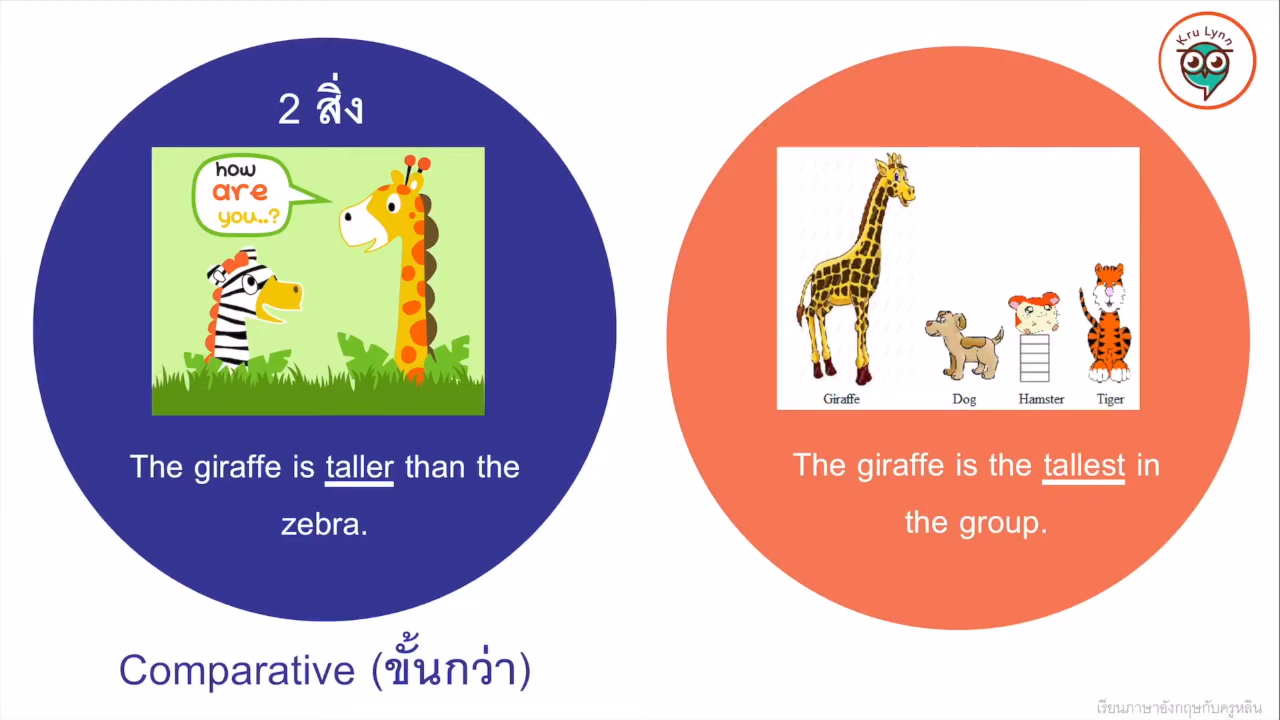 Kru Lynn
2 สิ่ง
how
are
you..?
The giraffe is taller than the
zebra.
Comparative (ขั้นกว่า)
Giraffe Dog Hamster Tiger
The giraffe is the tallest in
the group.
เรียนภาษาอังกฤษกับครูหลิน